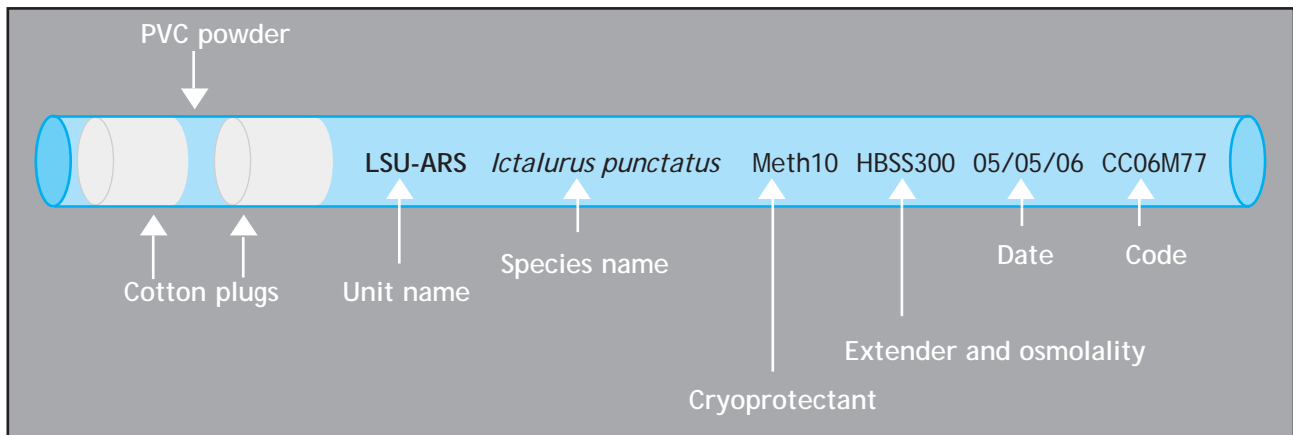 PVC powder
LSU-ARS Ictalurus punctatus Meth10 HBSS300 05/05/06 CC06M77
Species name
Date
Code
Cotton plugs
Unit name
Extender and osmolality
Cryoprotectant